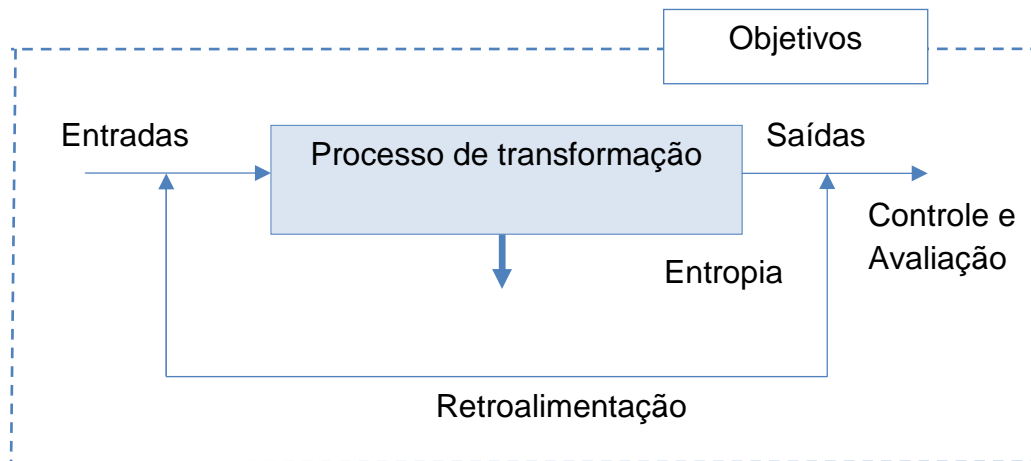 Objetivos
Entradas
Processo de transformação
Saídas
Controle e
Avaliação
Entropia
Retroalimentação